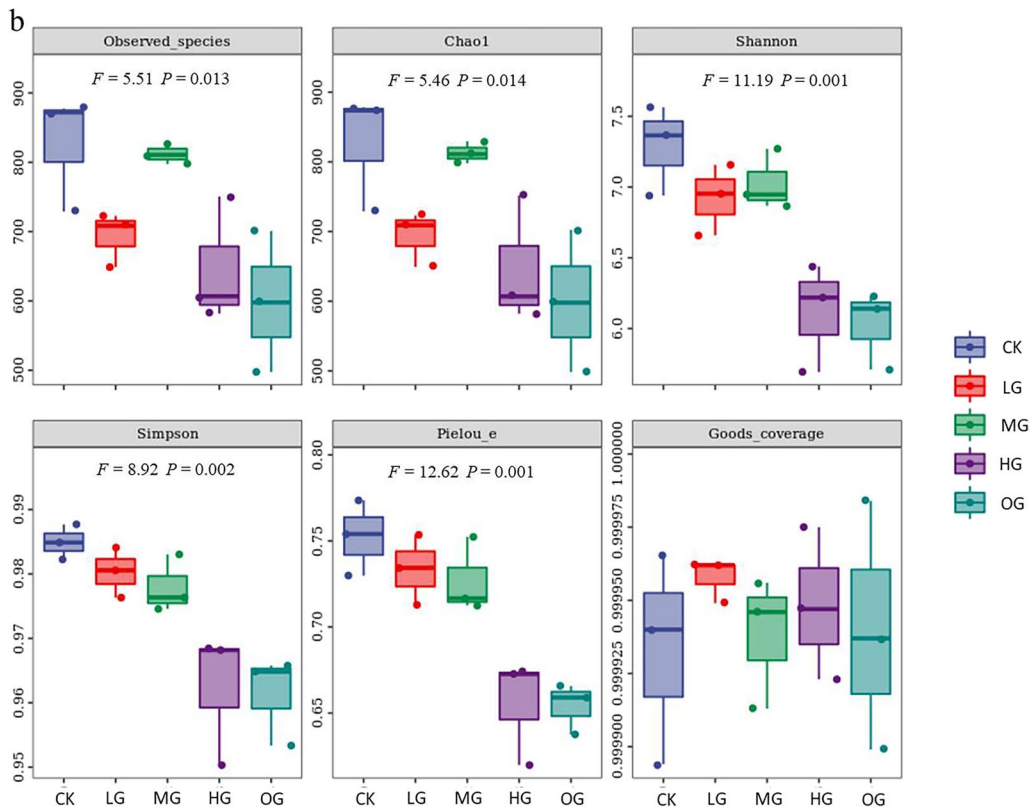 b
Observed_species
Chao1
Shannon
F = 5.51 P = 0.013
F = 5.46 P = 0.014
F = 11.19 P = 0.001
900
800
700
600
500
900
800
700
600
500
7.5
7.0
6.5
6.0
CK
LG
MG
HG
OG
Simpson
Pielou_e
Goods_coverage
F = 8.92 P = 0.002
F = 12.62 P = 0.001
0.99
0.98
0.97
0.96
0.95
0.80
0.75
0.70
0.65
1.000000
0.999975
0.999950
0.999925
0.999900
CK LG MG HG OG
CK LG MG HG OG
CK LG MG HG OG